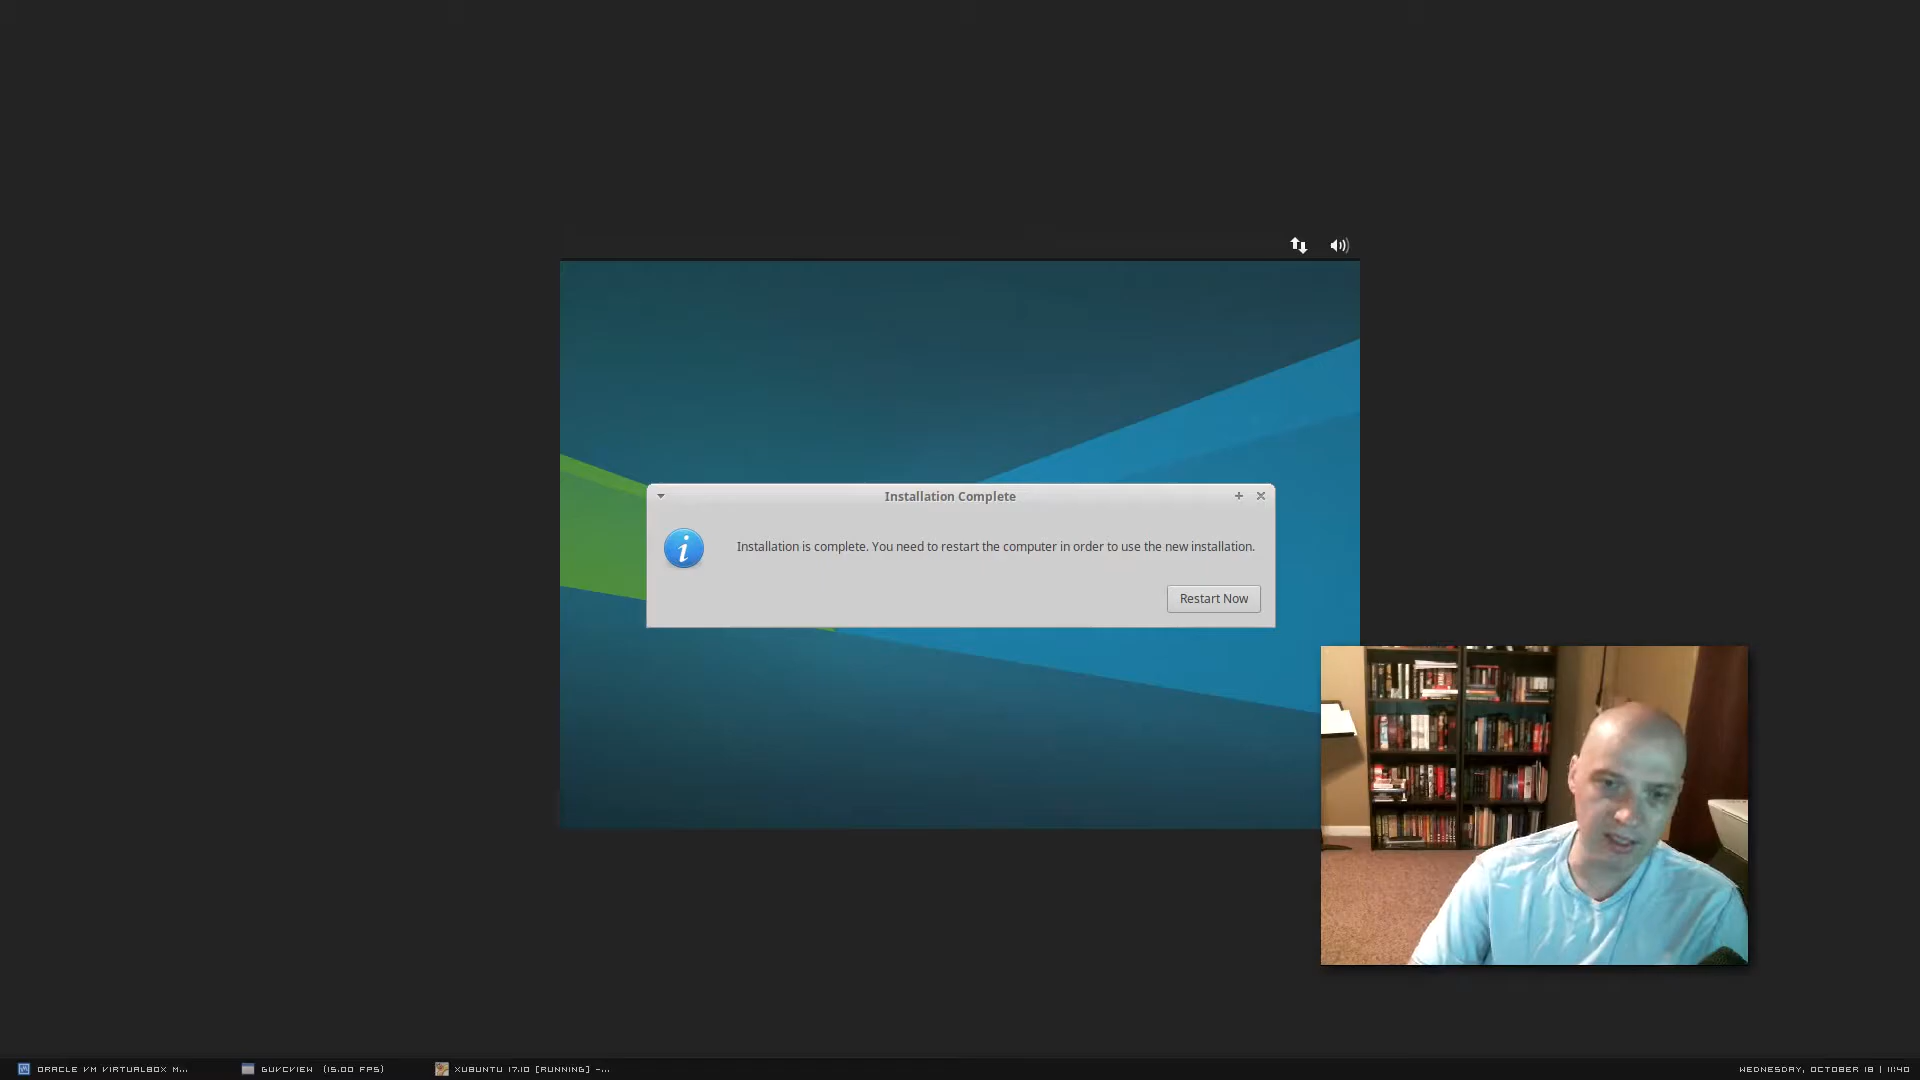 Installation Complete
Installation is complete. You need to restart the computer in order to use the new installation.
Restart Now
ORACLE VM VIRTUALBOX M...
GUVCVIEW (15.00 FPS)
XUBUNTU 17.10 [RUNNING] -...
WEDNESDAY, OCTOBER 18 | 11:40